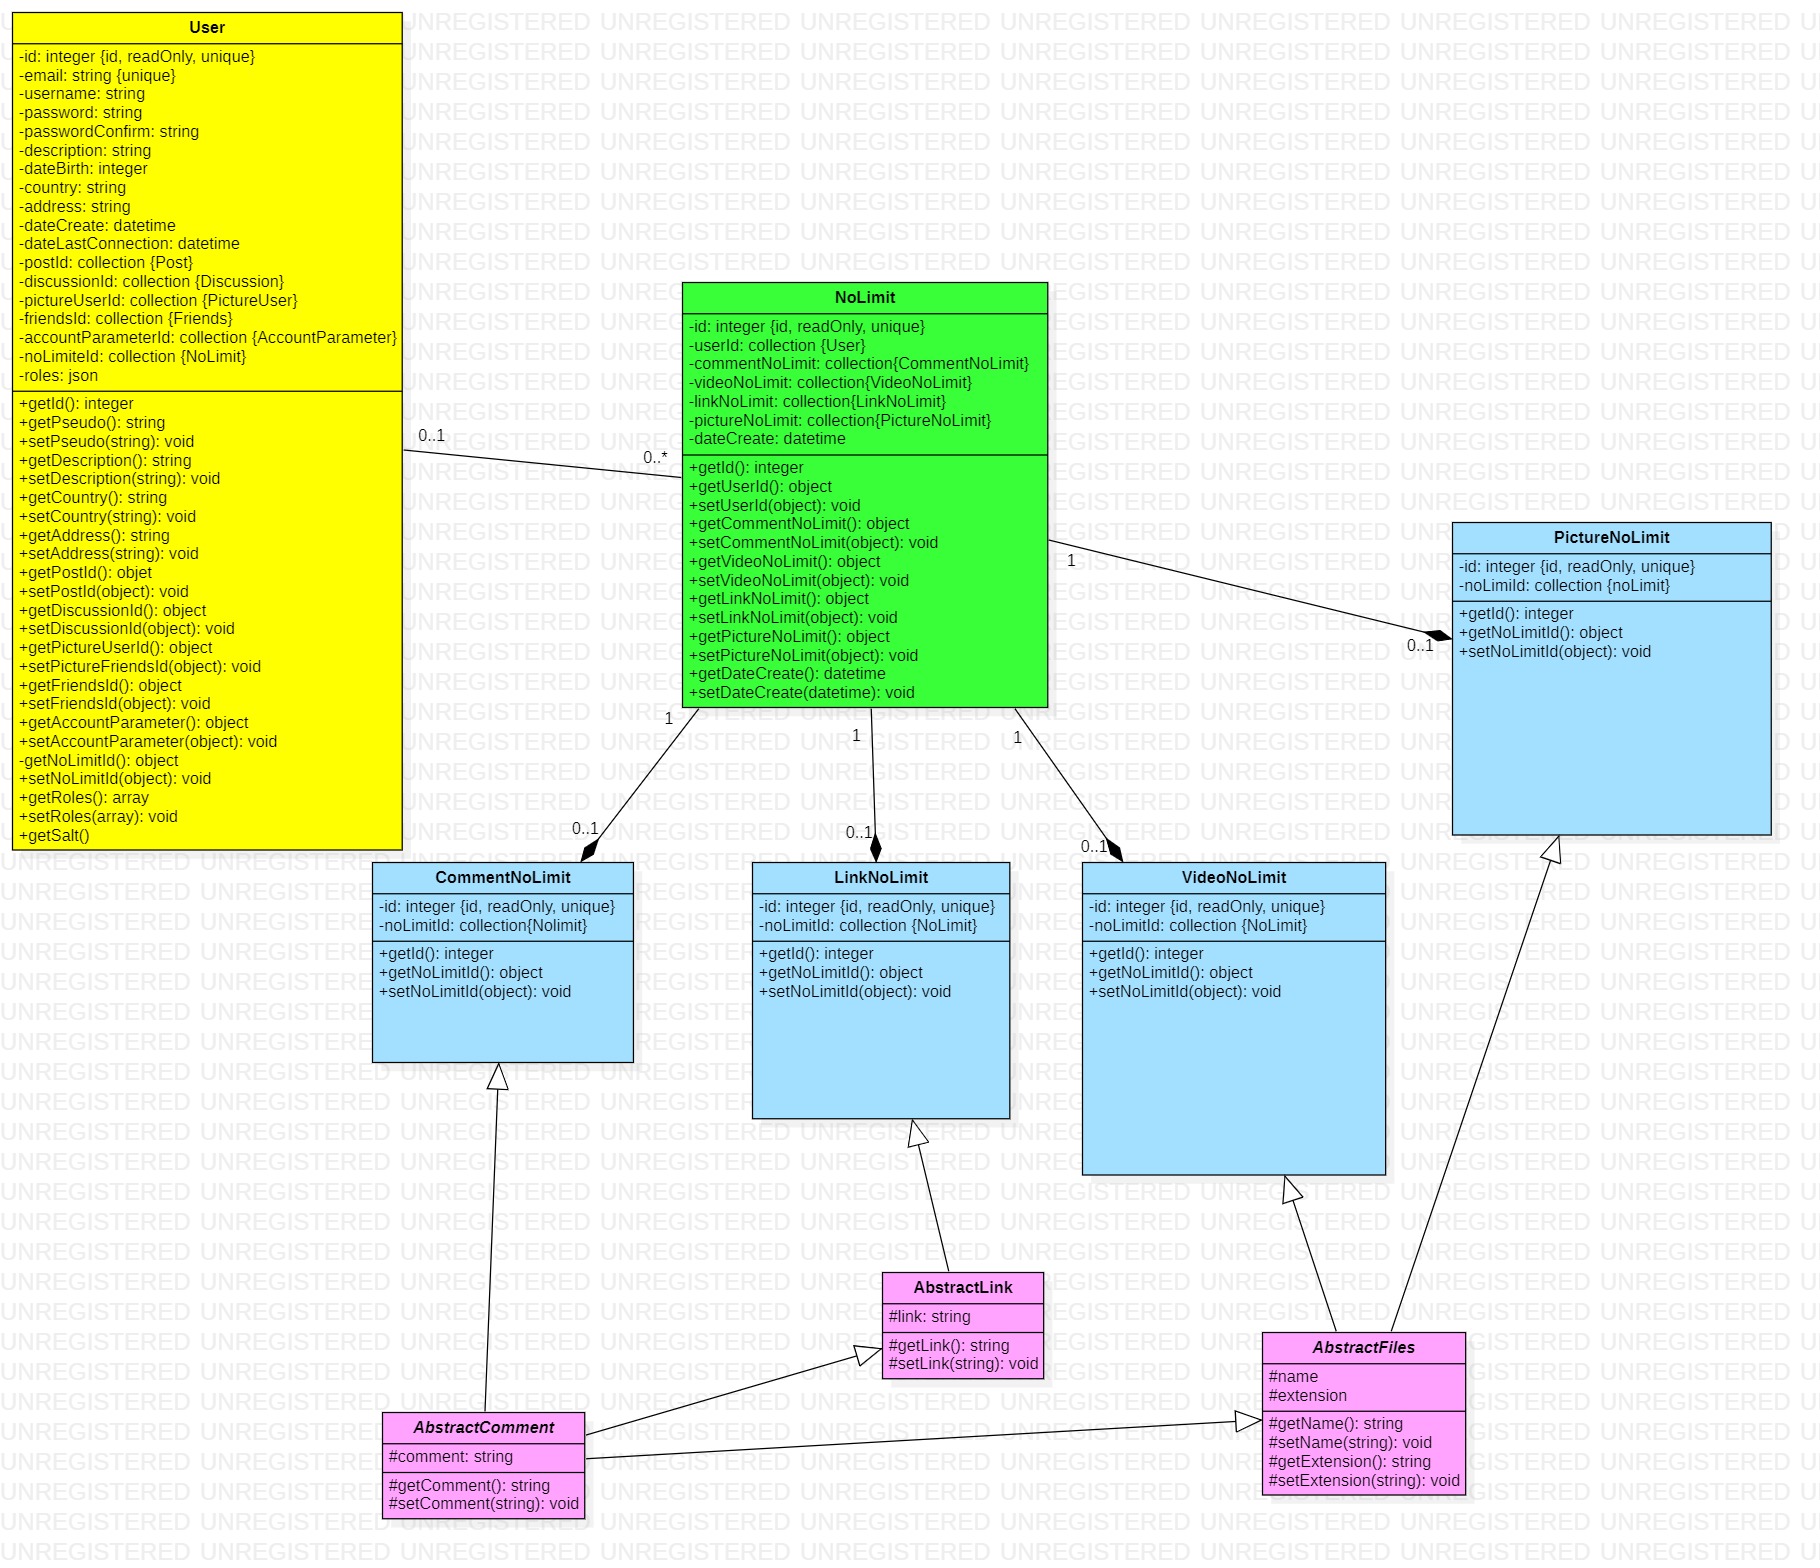 User
-id: integer {id, readOnly, unique}
-email: string {unique}
-username: string
-password: string
-passwordConfirm: string
-description: string
-dateBirth: integer
-country: string
-address: string
-dateCreate: datetime
-dateLastConnection: datetime
-postId: collection {Post}
-discussionId: collection {Discussion}
-pictureUserId: collection {PictureUser}
-friendsId: collection {Friends}
-accountParameterId: collection {AccountParameter}
-noLimiteId: collection {NoLimit}
-roles: json
+getId(): integer
+getPseudo(): string
+setPseudo(string): void
+getDescription(): string
+setDescription(string): void
+getCountry(): string
+setCountry(string): void
+getAddress(): string
+setAddress(string): void
+getPostId(): objet
+setPostId(object): void
+getDiscussionId(): object
+setDiscussionId(object): void
+getPictureUserId(): object
+setPictureFriendsId(object): void
+getFriendsId(): object
+setFriendsId(object): void
+getAccountParameter(): object
+setAccountParameter(object): void
-getNoLimitId(): object
+setNoLimitId(object): void
+getRoles(): array
+setRoles(array): void
+getSalt()
0..1
0..*
NoLimit
-id: integer {id, readOnly, unique}
-userId: collection {User}
-commentNoLimit: collection{CommentNoLimit}
-videoNoLimit: collection{VideoNoLimit}
-linkNoLimit: collection{LinkNoLimit}
-pictureNoLimit: collection{PictureNoLimit}
-dateCreate: datetime
+getId(): integer
+getUserId(): object
+setUserId(object): void
+getCommentNoLimit(): object
+setCommentNoLimit(object): void
+getVideoNoLimit(): object
+setVideoNoLimit(object): void
+getLinkNoLimit(): object
+setLinkNoLimit(object): void
+getPictureNoLimit(): object
+setPictureNoLimit(object): void
+getDateCreate(): datetime
+setDateCreate(datetime): void
1
0..1
PictureNoLimit
-id: integer {id, readOnly, unique}
-noLimiId: collection {noLimit}
+getId(): integer
+getNoLimitId(): object
+setNoLimitId(object): void
1
1
1
0..1
0..1
0..1
CommentNoLimit
-id: integer {id, readOnly, unique}
-noLimitId: collection{Nolimit}
+getId(): integer
+getNoLimitId(): object
+setNoLimitId(object): void
LinkNoLimit
-id: integer {id, readOnly, unique}
-noLimitId: collection {NoLimit}
+getId(): integer
+getNoLimitId(): object
+setNoLimitId(object): void
VideoNoLimit
-id: integer {id, readOnly, unique}
-noLimitId: collection {NoLimit}
+getId(): integer
+getNoLimitId(): object
+setNoLimitId(object): void
AbstractLink
#link: string
#getLink(): string
#setLink(string): void
AbstractFiles
#name
#extension
#getName(): string
#setName(string): void
#getExtension(): string
#setExtension(string): void
AbstractComment
#comment: string
#getComment(): string
#setComment(string): void
UNREGISTERED